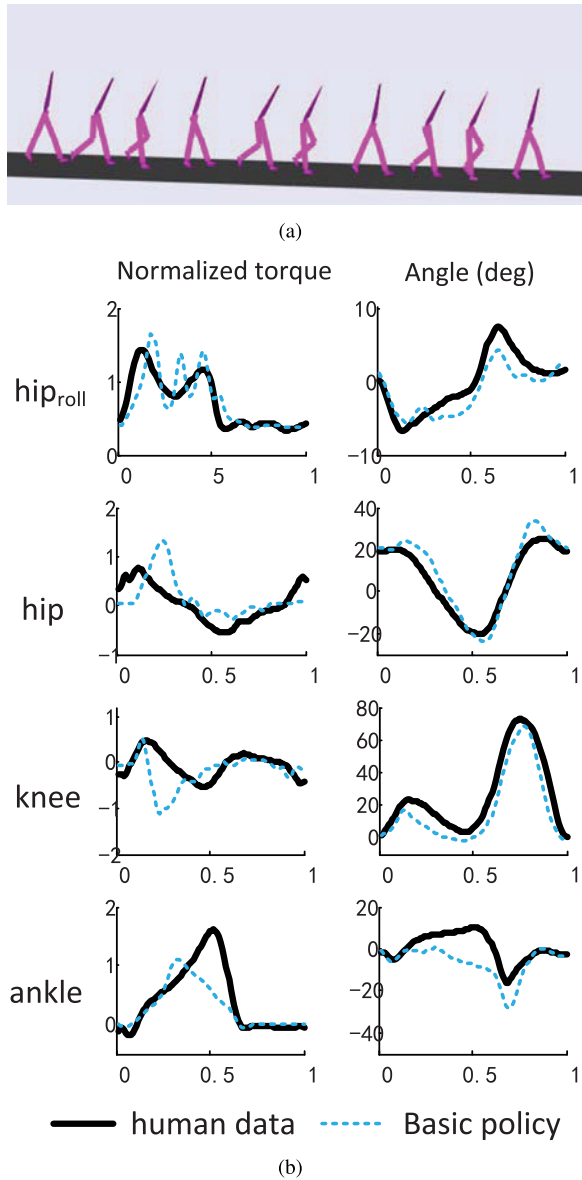 (a)
Normalized torque Angle (deg)
2 10
hip_roll 1 0
0 -10
0 5 1 0 0.5 1
2 40
1 20
hip 0 0
-1 -20
0 0.5 1 0 0.5 1
1 80
0 60
knee 40
-1 20
-2 0
0 0.5 1 0 0.5 1
2 20
1 0
ankle -20
0 -40
0 0.5 1 0 0.5 1
human data Basic policy
(b)